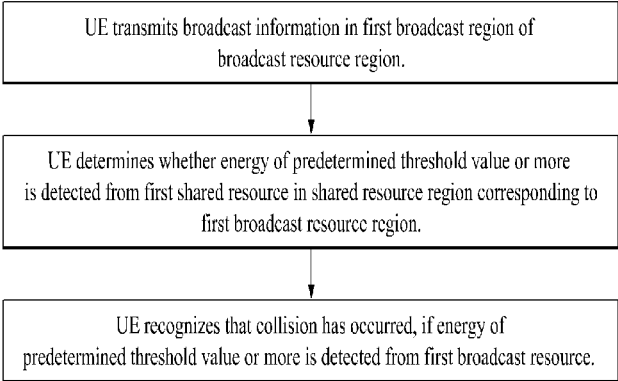 UE transmits broadcast information in first broadcast region of
broadcast resource region.
UE determines whether energy of predetermined threshold value or more
is detected from first shared resource in shared resource region corresponding to
first broadcast resource region.
UE recognizes that collision has occurred, if energy of
predetermined threshold value or more is detected from first broadcast resource.